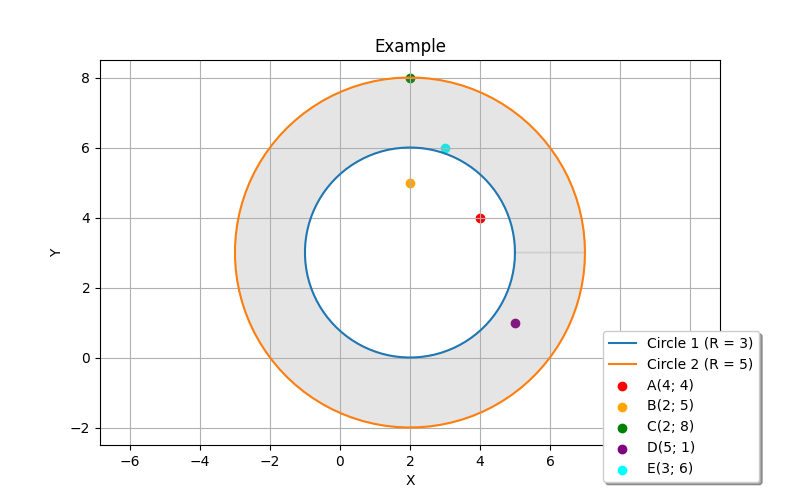 Example
8
6
4
2
0
−2
Y
−6
−4
−2
0
2
4
6
X
Circle 1 (R = 3)
Circle 2 (R = 5)
A(4; 4)
B(2; 5)
C(2; 8)
D(5; 1)
E(3; 6)